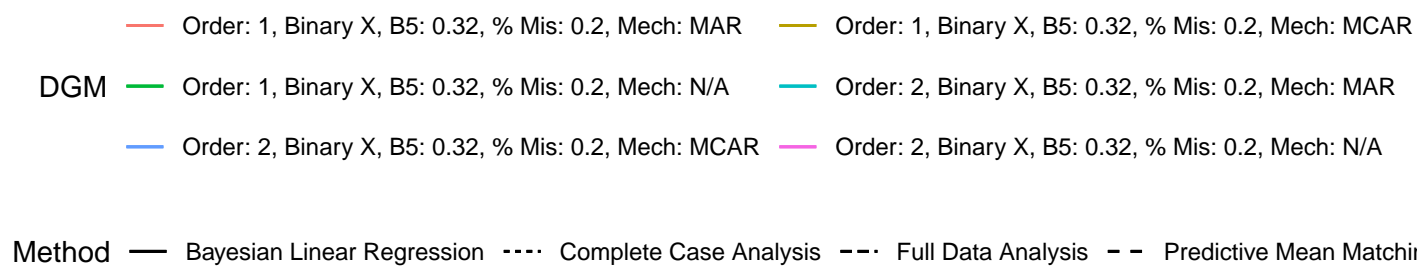 Order: 1, Binary X, B5: 0.32, % Mis: 0.2, Mech: MAR Order: 1, Binary X, B5: 0.32, % Mis: 0.2, Mech: MCAR
DGM Order: 1, Binary X, B5: 0.32, % Mis: 0.2, Mech: N/A Order: 2, Binary X, B5: 0.32, % Mis: 0.2, Mech: MAR
Order: 2, Binary X, B5: 0.32, % Mis: 0.2, Mech: MCAR Order: 2, Binary X, B5: 0.32, % Mis: 0.2, Mech: N/A
Method Bayesian Linear Regression Complete Case Analysis Full Data Analysis Predictive Mean Matchin